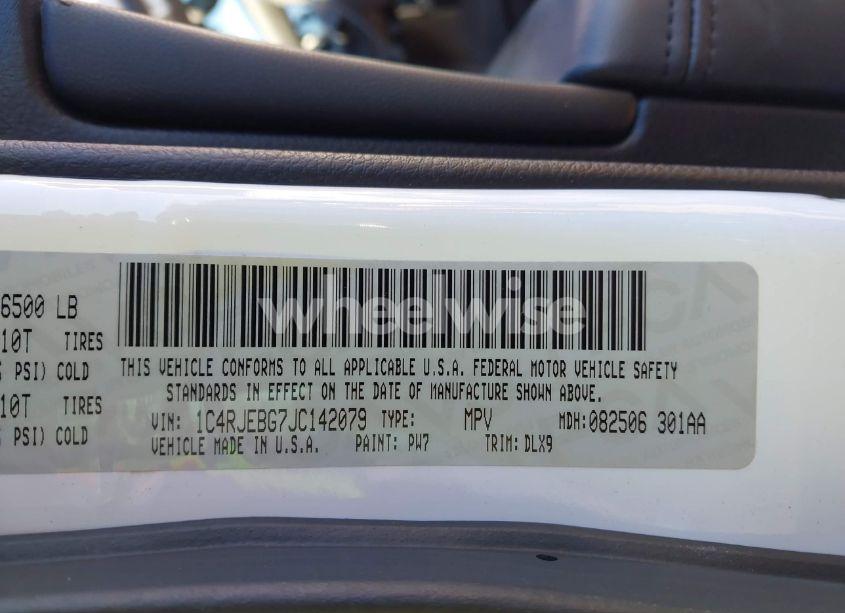 6500 LB
10T TIRES
PSI) COLD
10T TIRES
PSI) COLD
wheelwise
THIS VEHICLE CONFORMS TO ALL APPLICABLE U.S.A. FEDERAL MOTOR VEHICLE SAFETY
STANDARDS IN EFFECT ON THE DATE OF MANUFACTURE SHOWN ABOVE.
VIN: 1C4RJEBG7JC142079 TYPE: MPV MDH: 082506 301AA
VEHICLE MADE IN U.S.A. PAINT: PW7 TRIM: DLX9